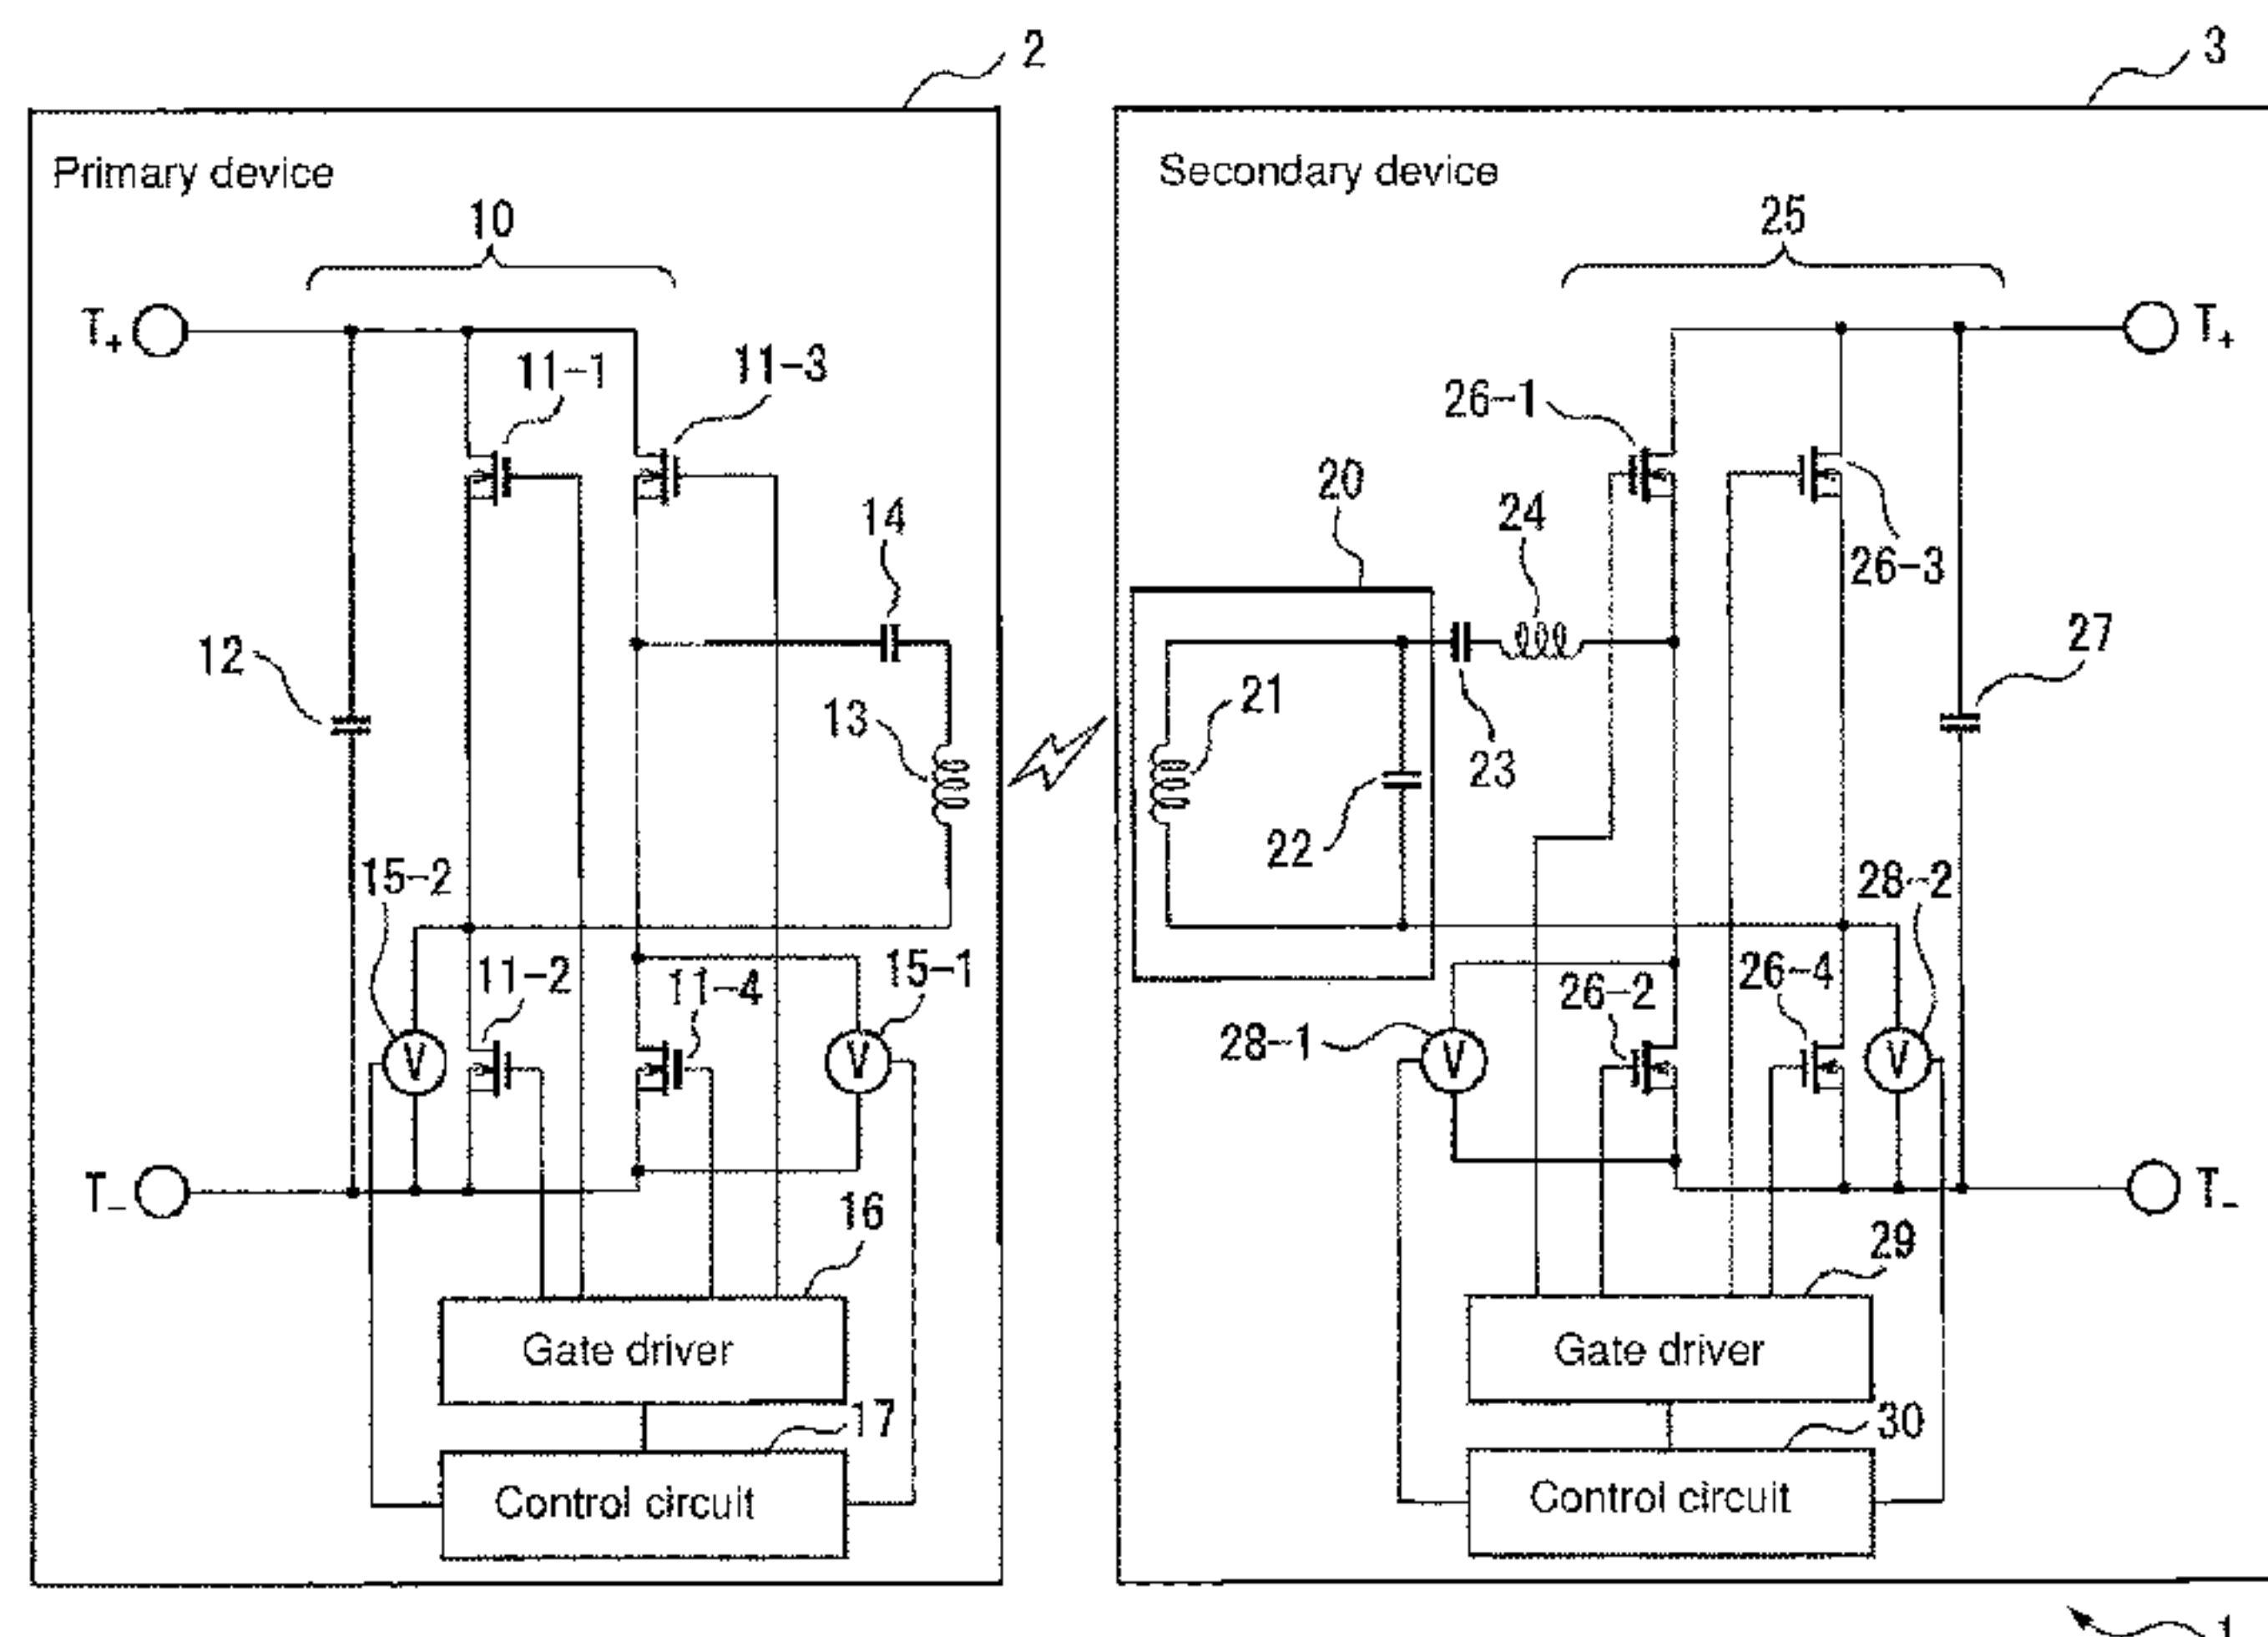 2
3
Primary device
Secondary device
10
25
T+
11-1
11-3
26-1
T+
20
24
14
26-3
12
27
13
21
23
22
15-2
28-2
11-2
11-4
15-1
26-2
26-4
28-1
V
V
V
V
T-
16
T-
29
Gate driver
Gate driver
17
30
Control circuit
Control circuit
1